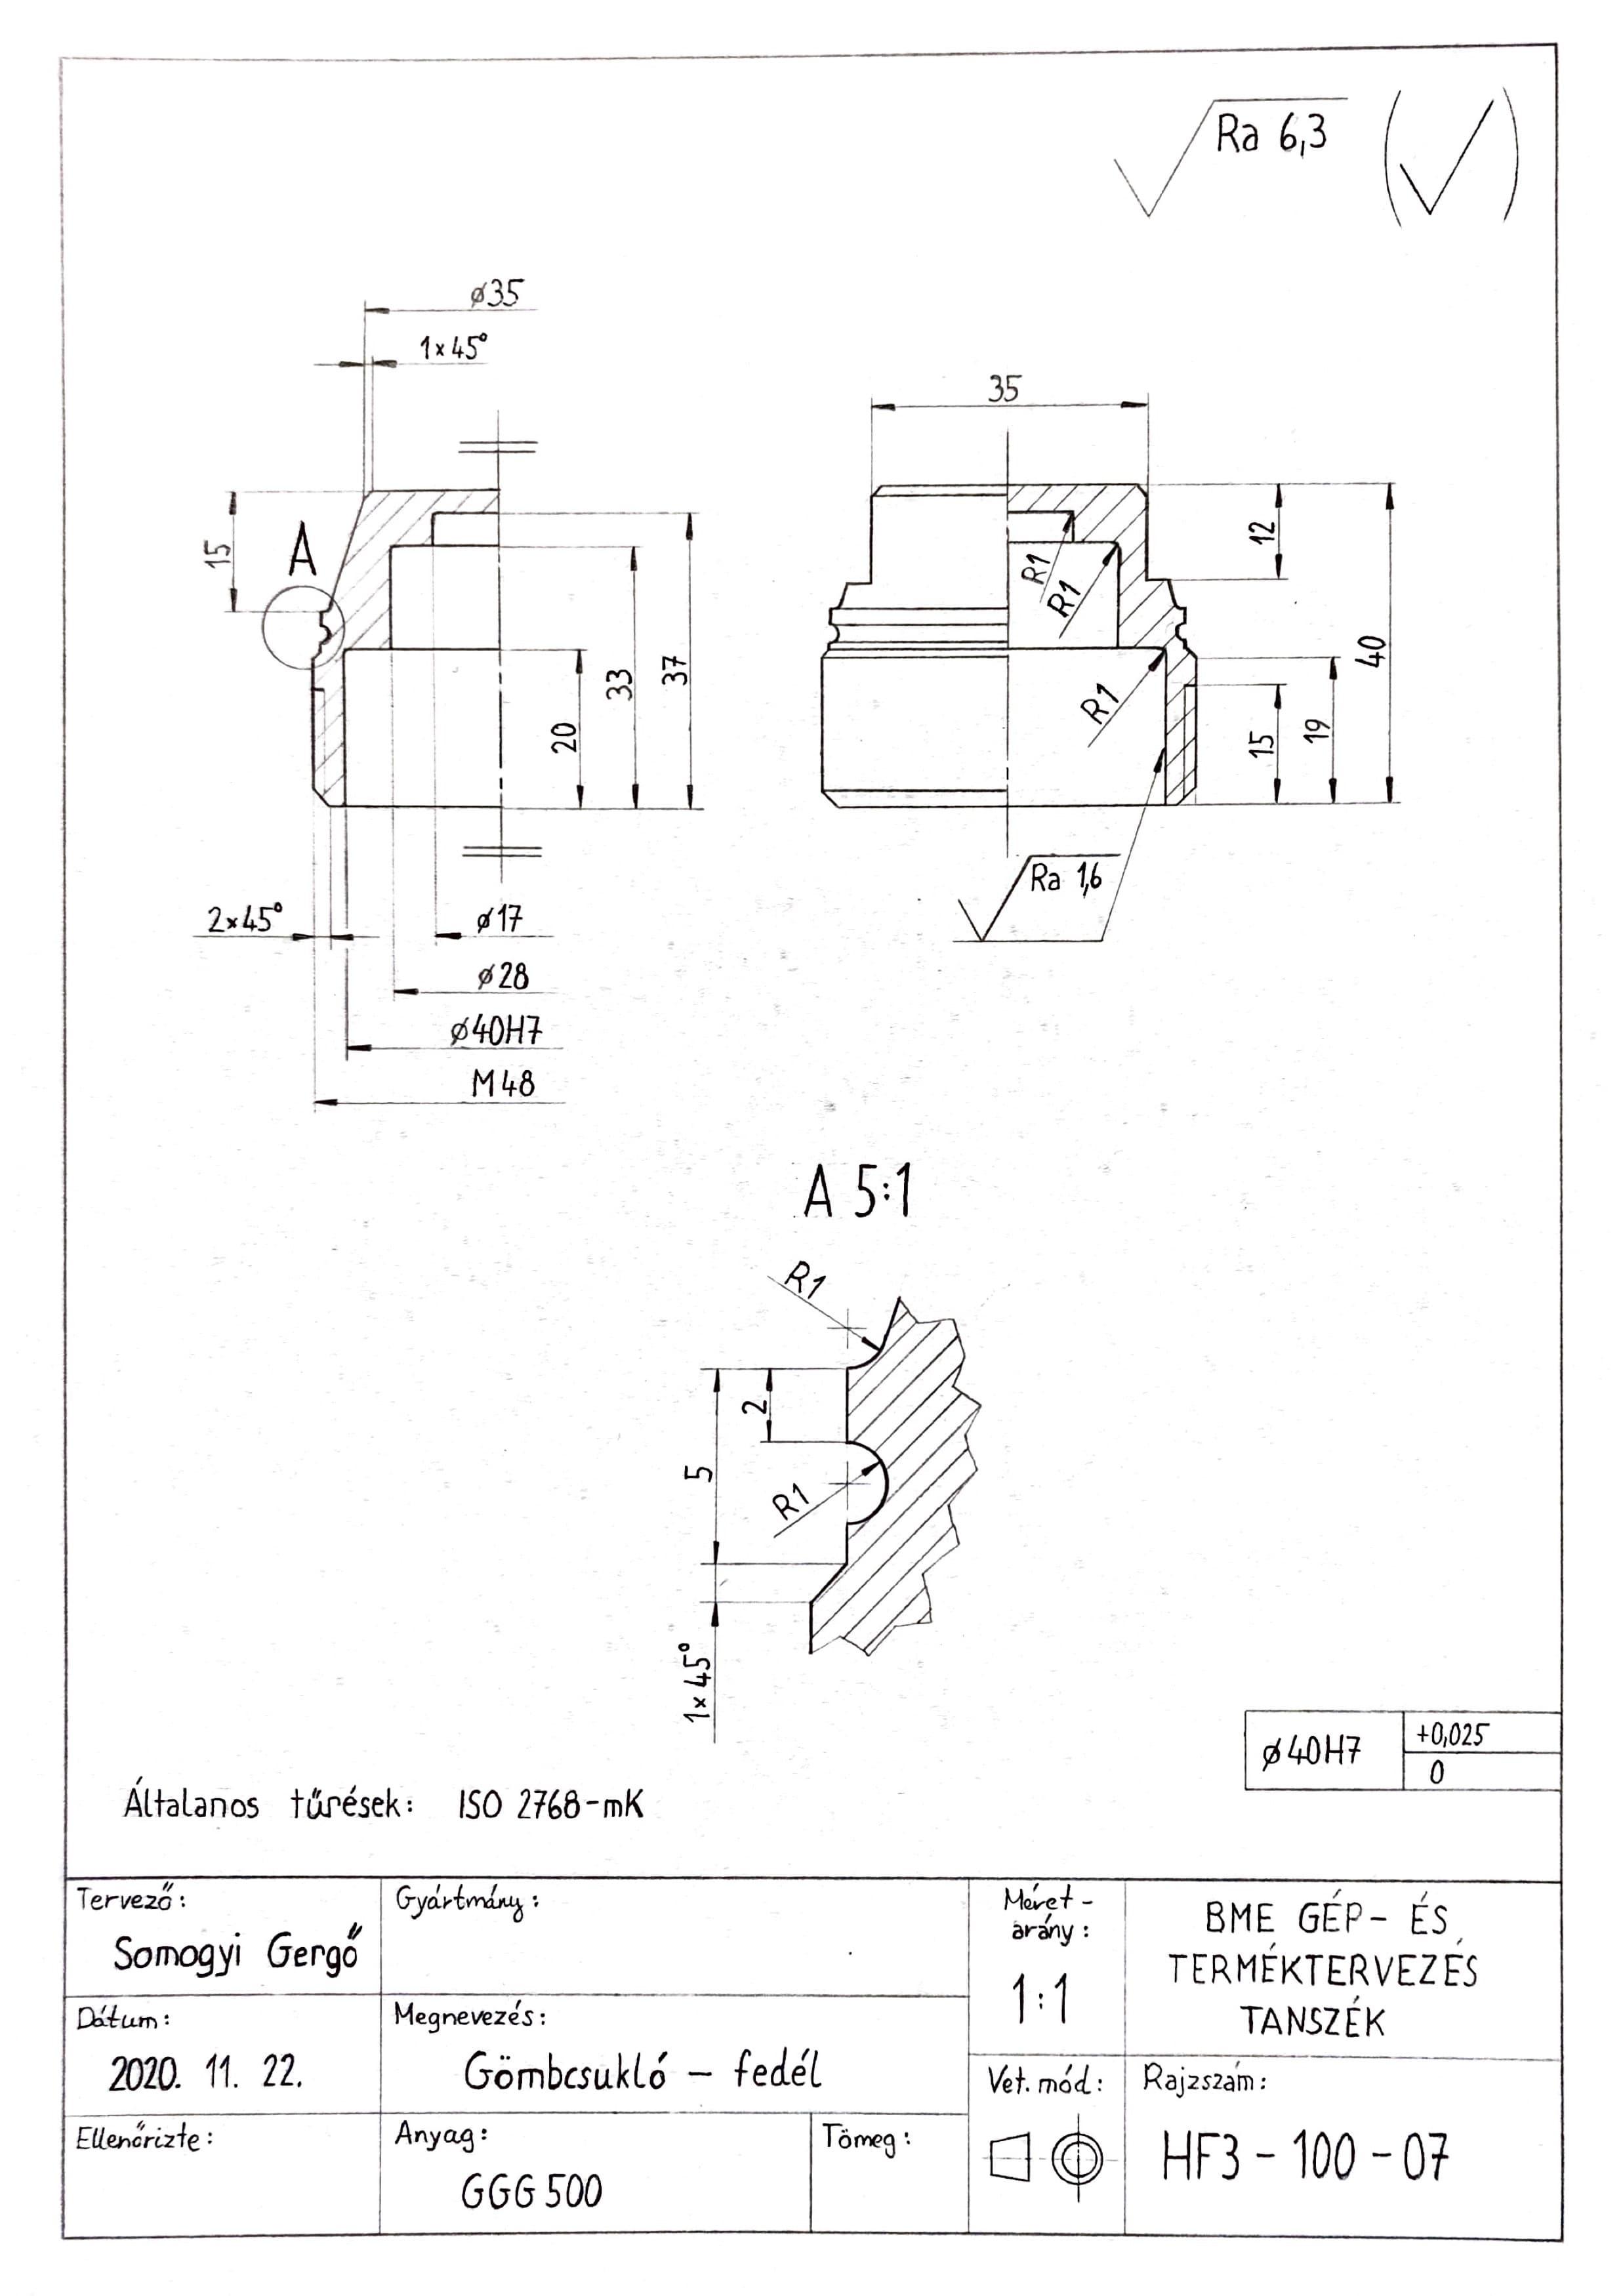 Ra 6,3
ø35
1×45°
35
15
A
12
R1
R1
40
37
33
20
R1
19
15
Ra 1,6
2×45°
ø17
ø28
ø40H7
M48
A 5:1
R1
2
5
R1
1×45°
ø40H7
+0,025
0
Általanos tűrések: ISO 2768-mK
Tervező:
Somogyi Gergő
Gyártmány:
Méret-
arány:
1:1
BME GÉP- ÉS
TERMÉKTERVEZÉS
TANSZÉK
Dátum:
2020. 11. 22.
Megnevezés:
Gömbcsukló - fedél
Vet. mód:
Rajzszám:
HF3-100-07
Ellenőrizte:
Anyag:
GGG 500
Tömeg: